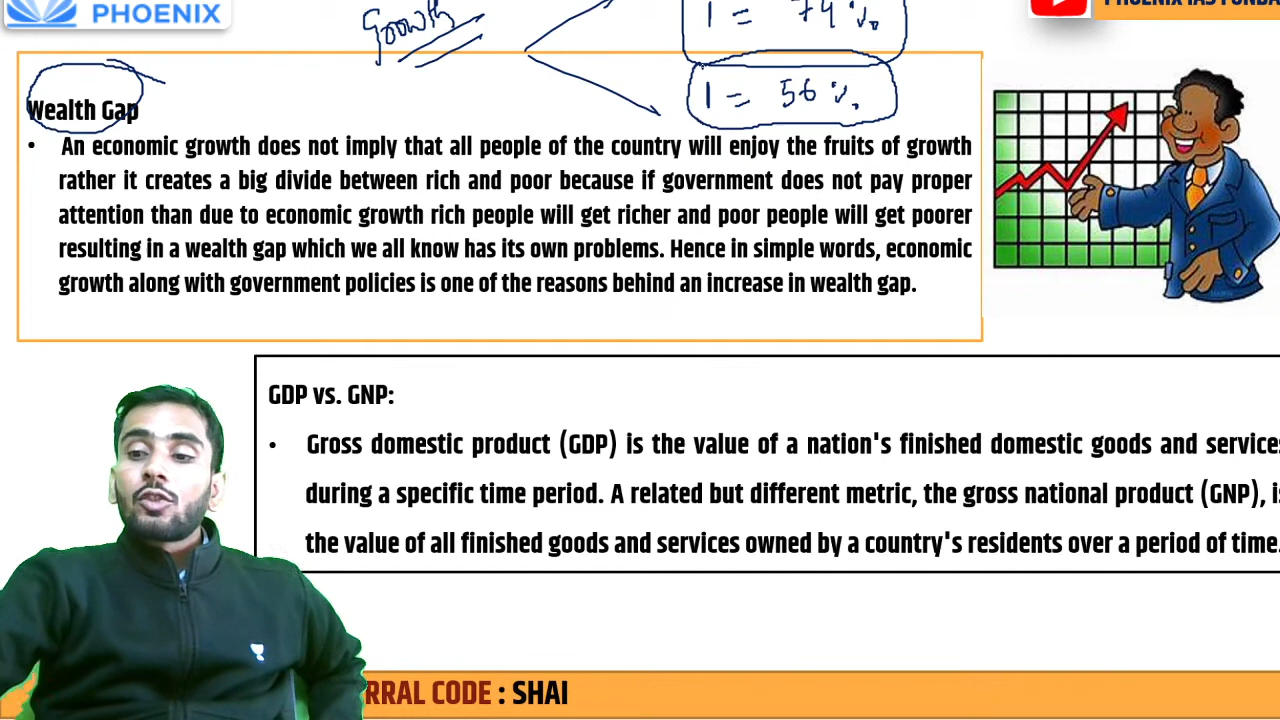 PHOENIX
PHOENIX IAS FUNDA
Growth
1 = 74 %.
1 = 56 %.
Wealth Gap
• An economic growth does not imply that all people of the country will enjoy the fruits of growth
rather it creates a big divide between rich and poor because if government does not pay proper
attention than due to economic growth rich people will get richer and poor people will get poorer
resulting in a wealth gap which we all know has its own problems. Hence in simple words, economic
growth along with government policies is one of the reasons behind an increase in wealth gap.
GDP vs. GNP:
• Gross domestic product (GDP) is the value of a nation's finished domestic goods and services
during a specific time period. A related but different metric, the gross national product (GNP), is
the value of all finished goods and services owned by a country's residents over a period of time.
RRAL CODE : SHAI